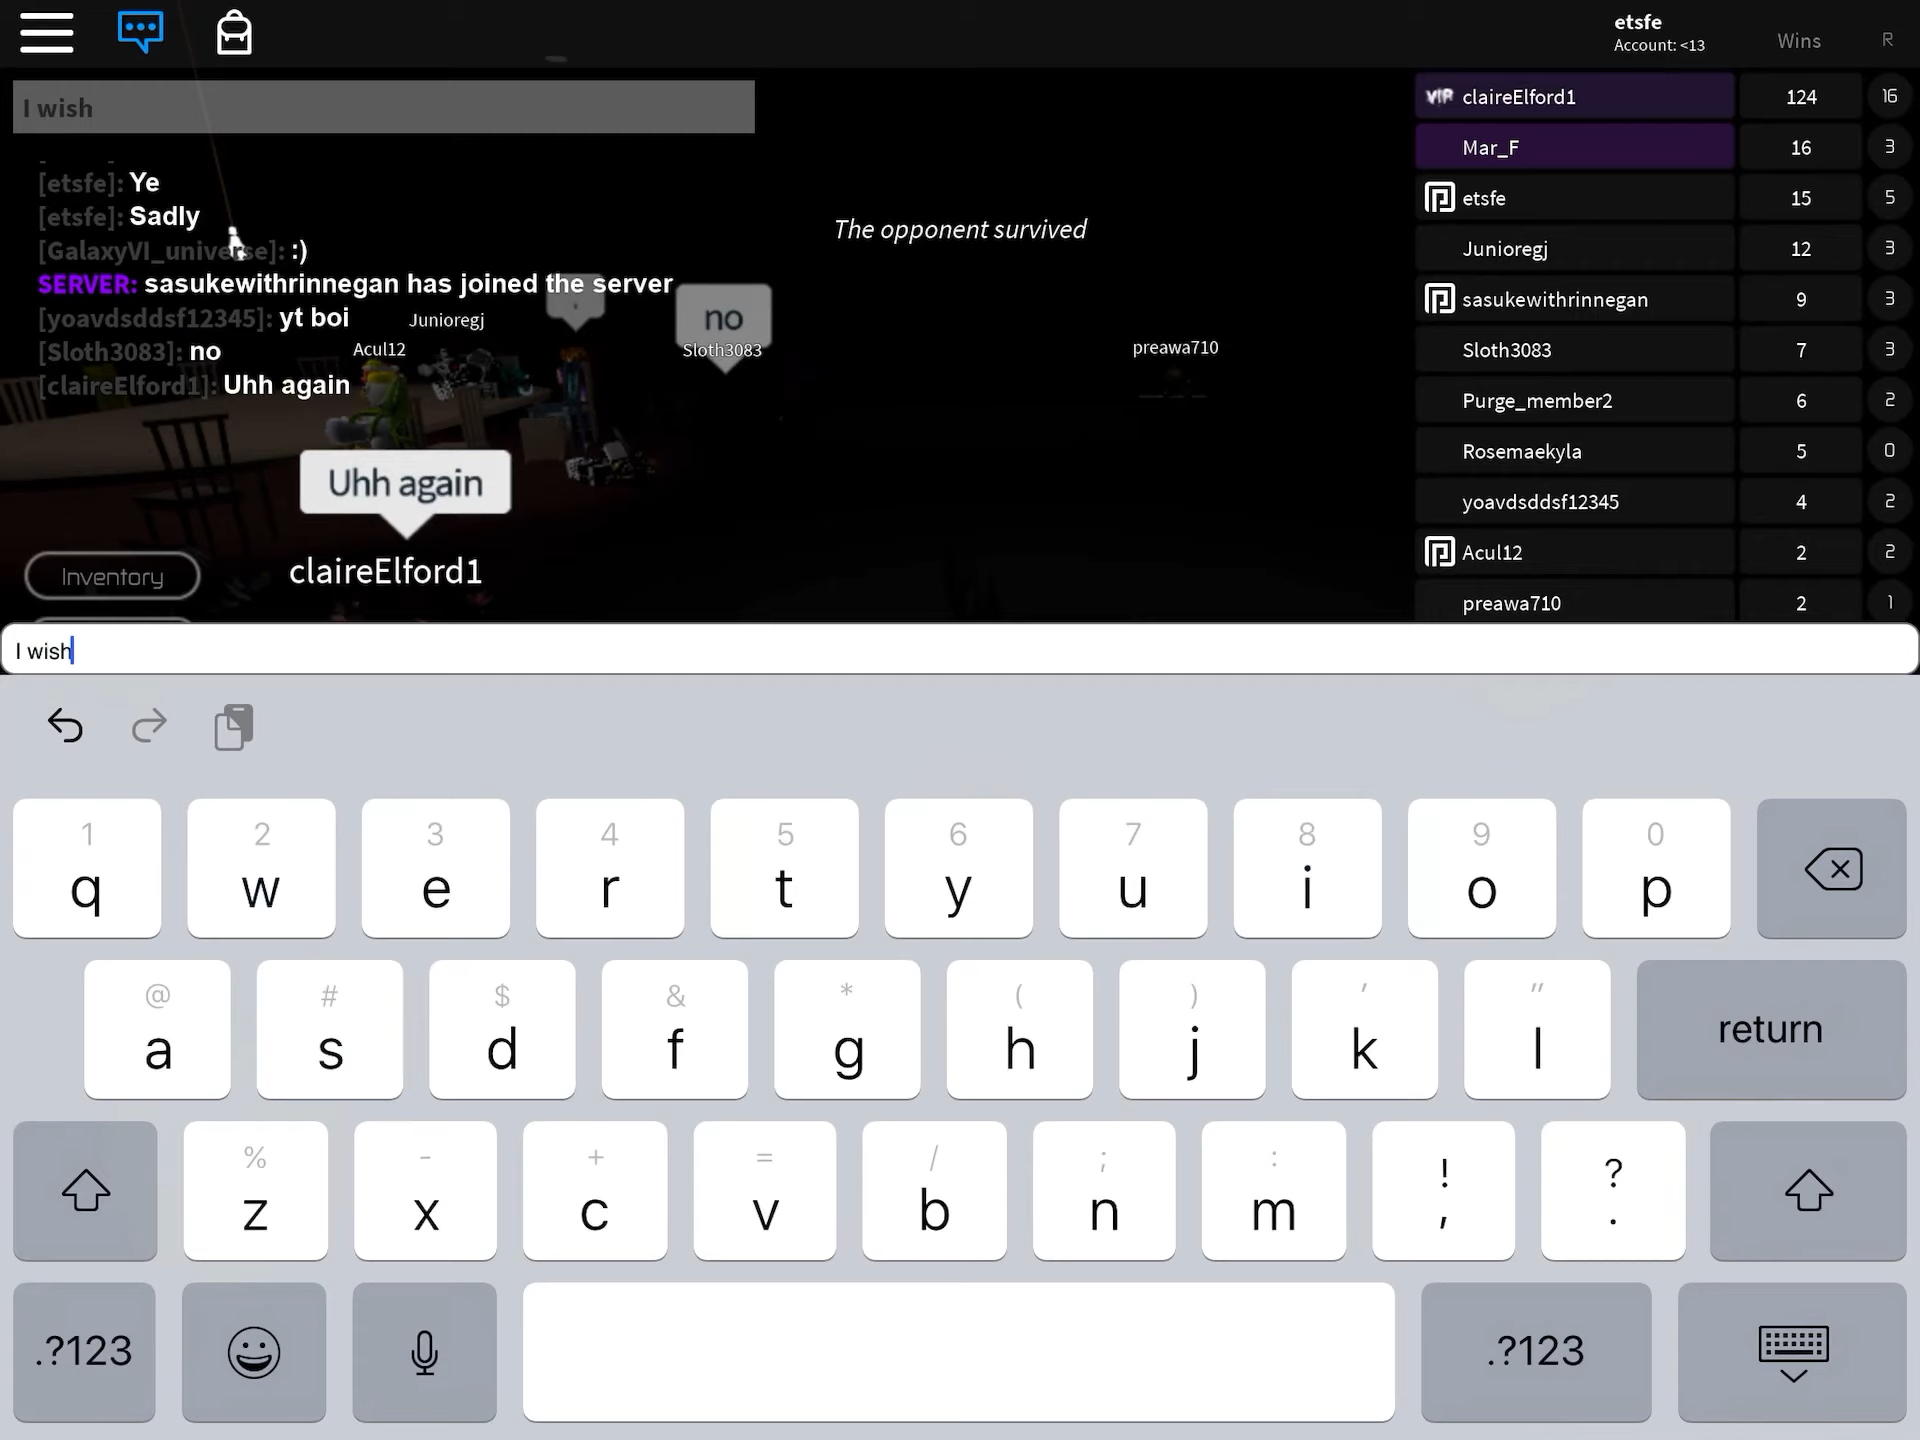 etsfe
Account: <13
Wins R
I wish
[etsfe]: Ye
[etsfe]: Sadly
[GalaxyVI_universe]: :)
SERVER: sasukewithrinnegan has joined the server
[yoavdsddsf12345]: yt boi
[Sloth3083]: no
[claireElford1]: Uhh again
Junioregj
Acul12
no
Sloth3083
The opponent survived
preawa710
Uhh again
claireElford1
Inventory
VIP claireElford1 124 16
Mar_F 16 3
etsfe 15 5
Junioregj 12 3
sasukewithrinnegan 9 3
Sloth3083 7 3
Purge_member2 6 2
Rosemaekyla 5 0
yoavdsddsf12345 4 2
Acul12 2 2
preawa710 2 1
I wish
1 2 3 4 5 6 7 8 9 0
q w e r t y u i o p
@ # $ & * ( ) ' "
a s d f g h j k l return
% - + = / ; : ! ?
z x c v b n m , .
.?123 .?123